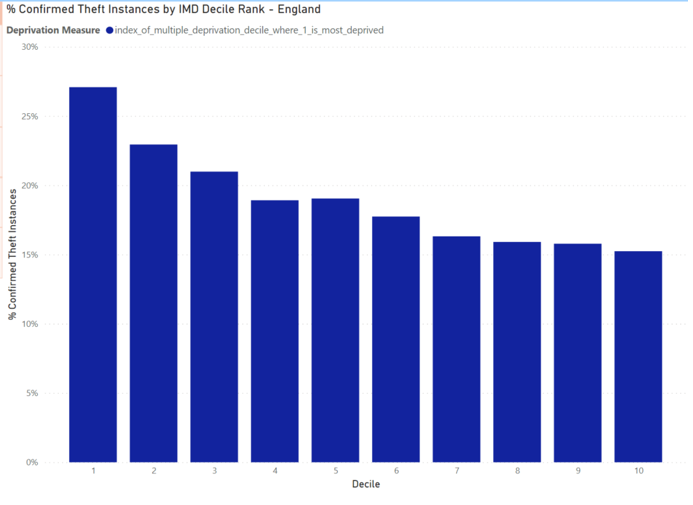 % Confirmed Theft Instances by IMD Decile Rank - England
Deprivation Measure index_of_multiple_deprivation_decile_where_1_is_most_deprived
30%
25%
20%
15%
10%
5%
0%
% Confirmed Theft Instances
1 2 3 4 5 6 7 8 9 10
Decile